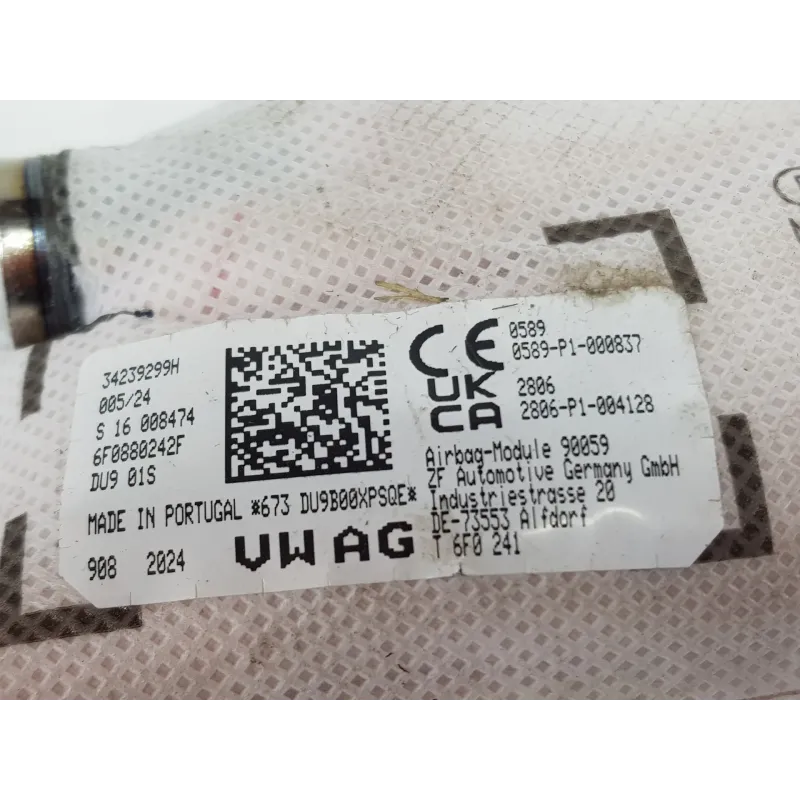 34239299H
005/24
S 16 008474
6F0880242F
DU9 01S
MADE IN PORTUGAL *673 DU9B00XPSQE*
908 2024
VW AG
CE 0589
0589-P1-000837
UK
CA 2806
2806-P1-004128
Airbag-Module 90059
ZF Automotive Germany GmbH
Industriestrasse 20
DE-73553 Alfdorf
T 6F0 241